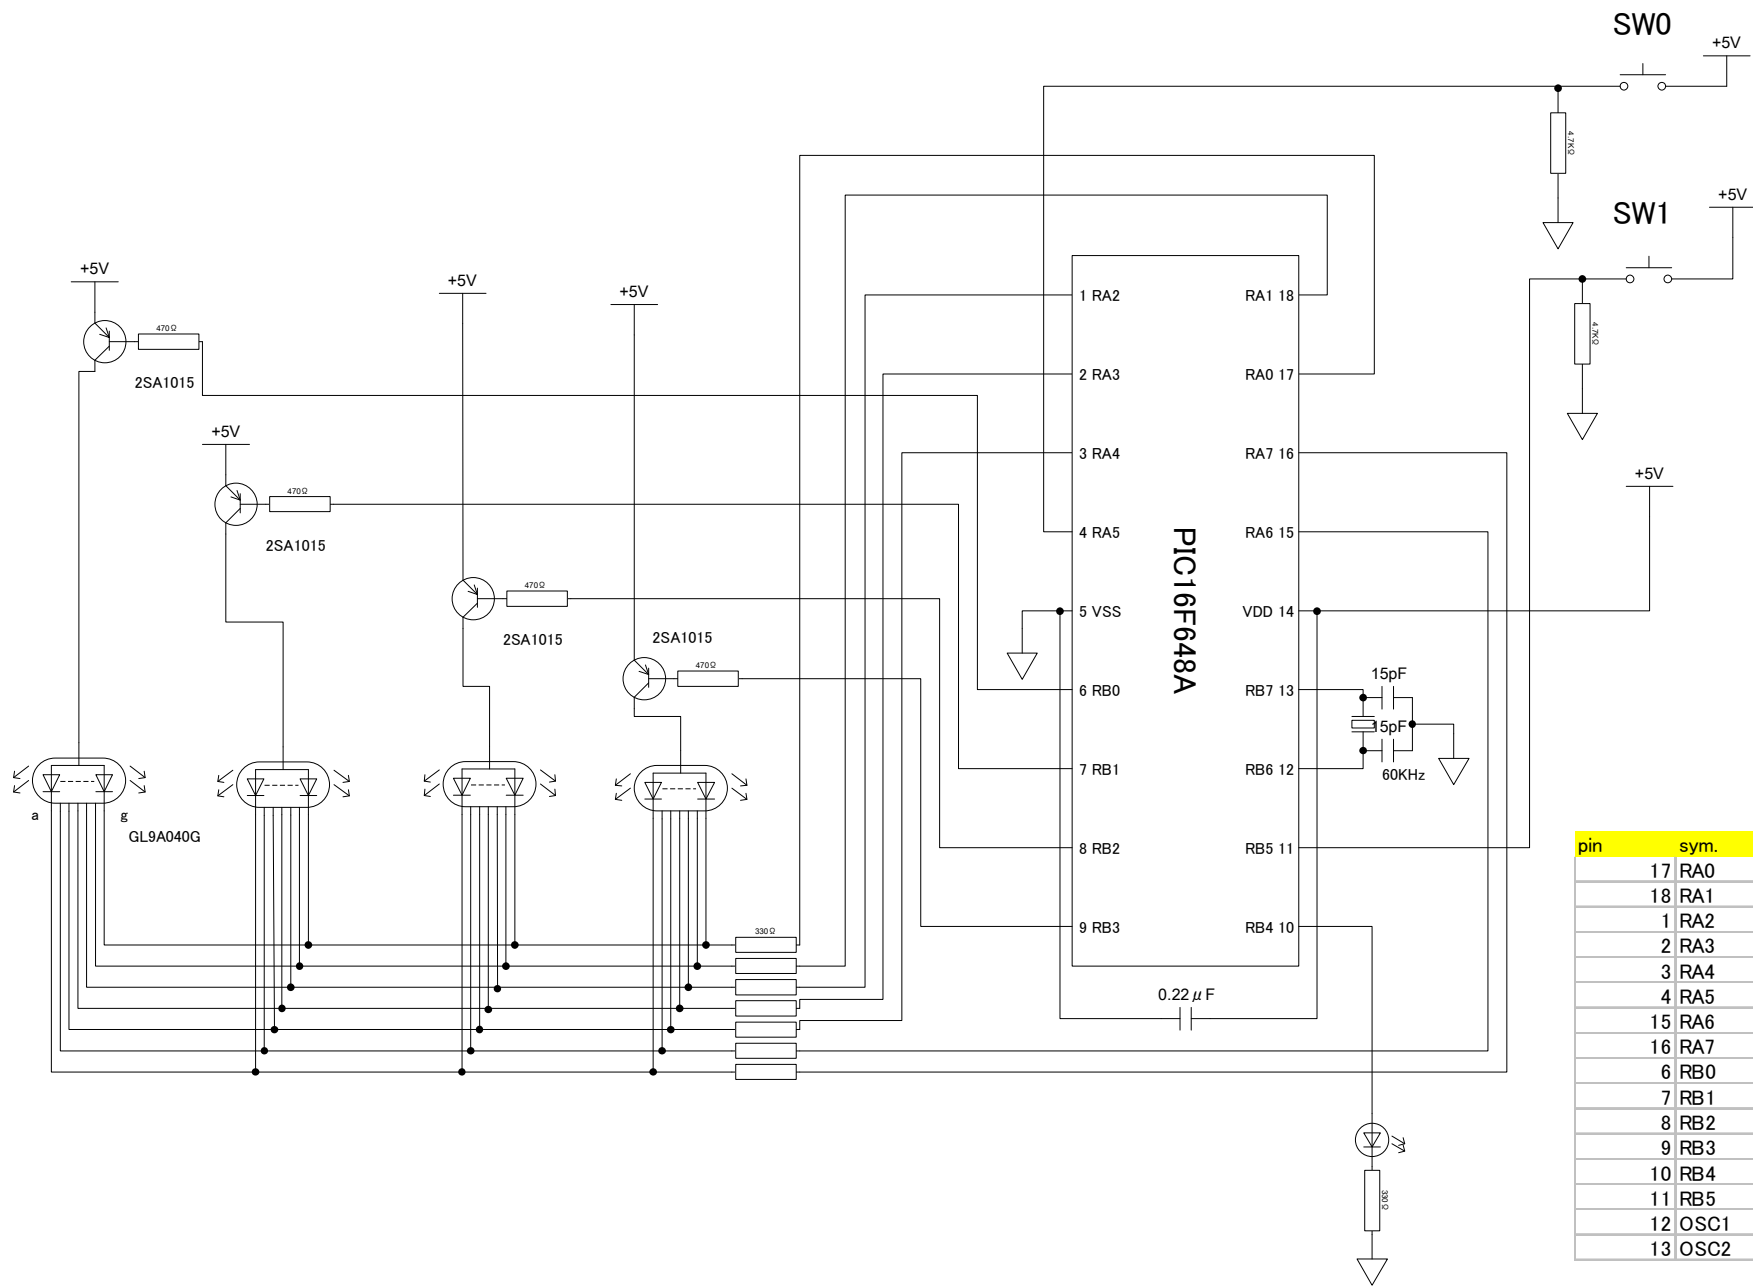 SW0
+5V
4.7KΩ
SW1
+5V
4.7KΩ
+5V
470Ω
2SA1015
+5V
470Ω
2SA1015
+5V
470Ω
2SA1015
+5V
2SA1015
470Ω
1 RA2
2 RA3
3 RA4
4 RA5
5 VSS
6 RB0
7 RB1
8 RB2
9 RB3
PIC16F648A
RA1 18
RA0 17
RA7 16
RA6 15
VDD 14
RB7 13
RB6 12
RB5 11
RB4 10
+5V
15pF
15pF
60KHz
a
g
GL9A040G
330Ω
0.22μF
330Ω
pin sym.
17 RA0
18 RA1
1 RA2
2 RA3
3 RA4
4 RA5
15 RA6
16 RA7
6 RB0
7 RB1
8 RB2
9 RB3
10 RB4
11 RB5
12 OSC1
13 OSC2